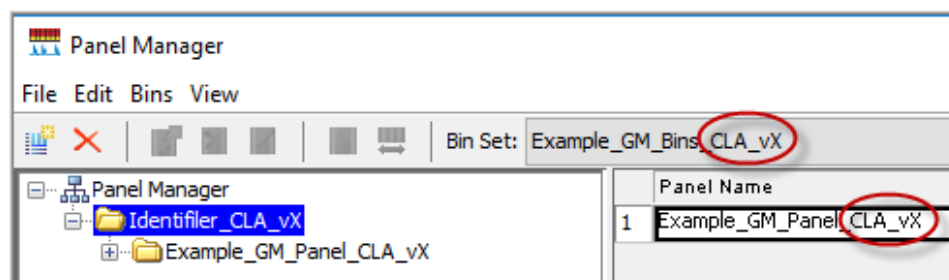 Panel Manager
File Edit Bins View
Bin Set: Example_GM_Bins_CLA_vX
Panel Manager
Identifiler_CLA_vX
Example_GM_Panel_CLA_vX
Panel Name
1 Example_GM_Panel_CLA_vX